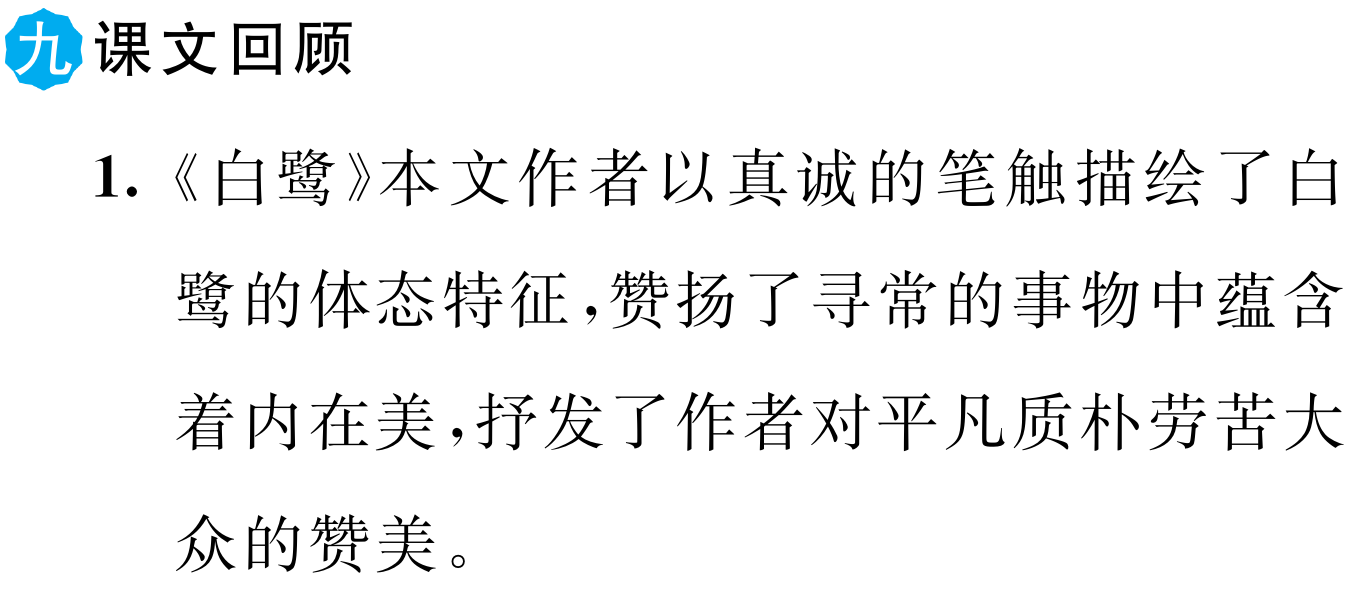 九 课文回顾
1.《白鹭》本文作者以真诚的笔触描绘了白
鹭的体态特征,赞扬了寻常的事物中蕴含
着内在美,抒发了作者对平凡质朴劳苦大
众的赞美。